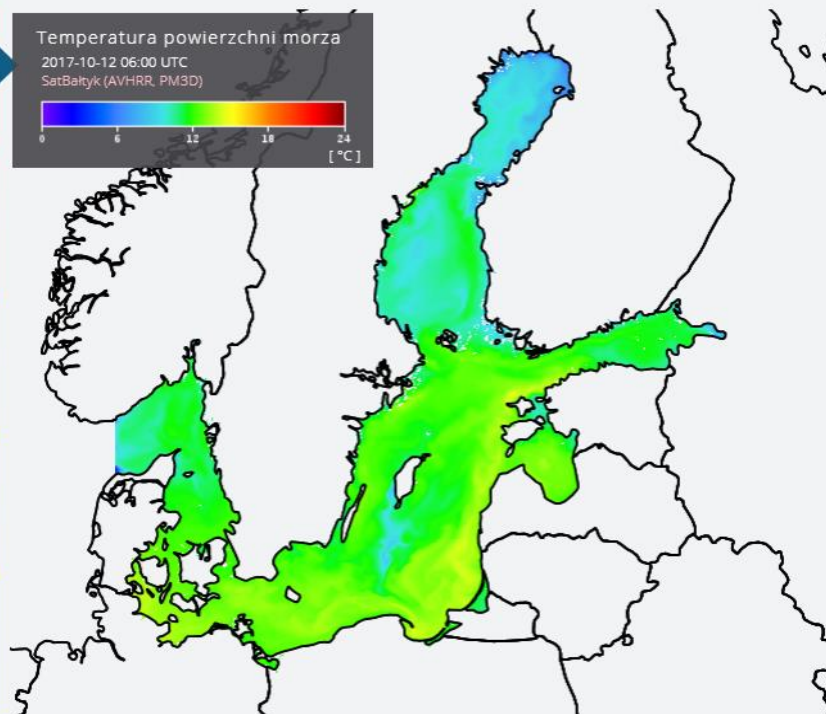 Temperatura powierzchni morza
2017-10-12 06:00 UTC
SatBałtyk (AVHRR, PM3D)
0 6 12 18 24
[ °C ]